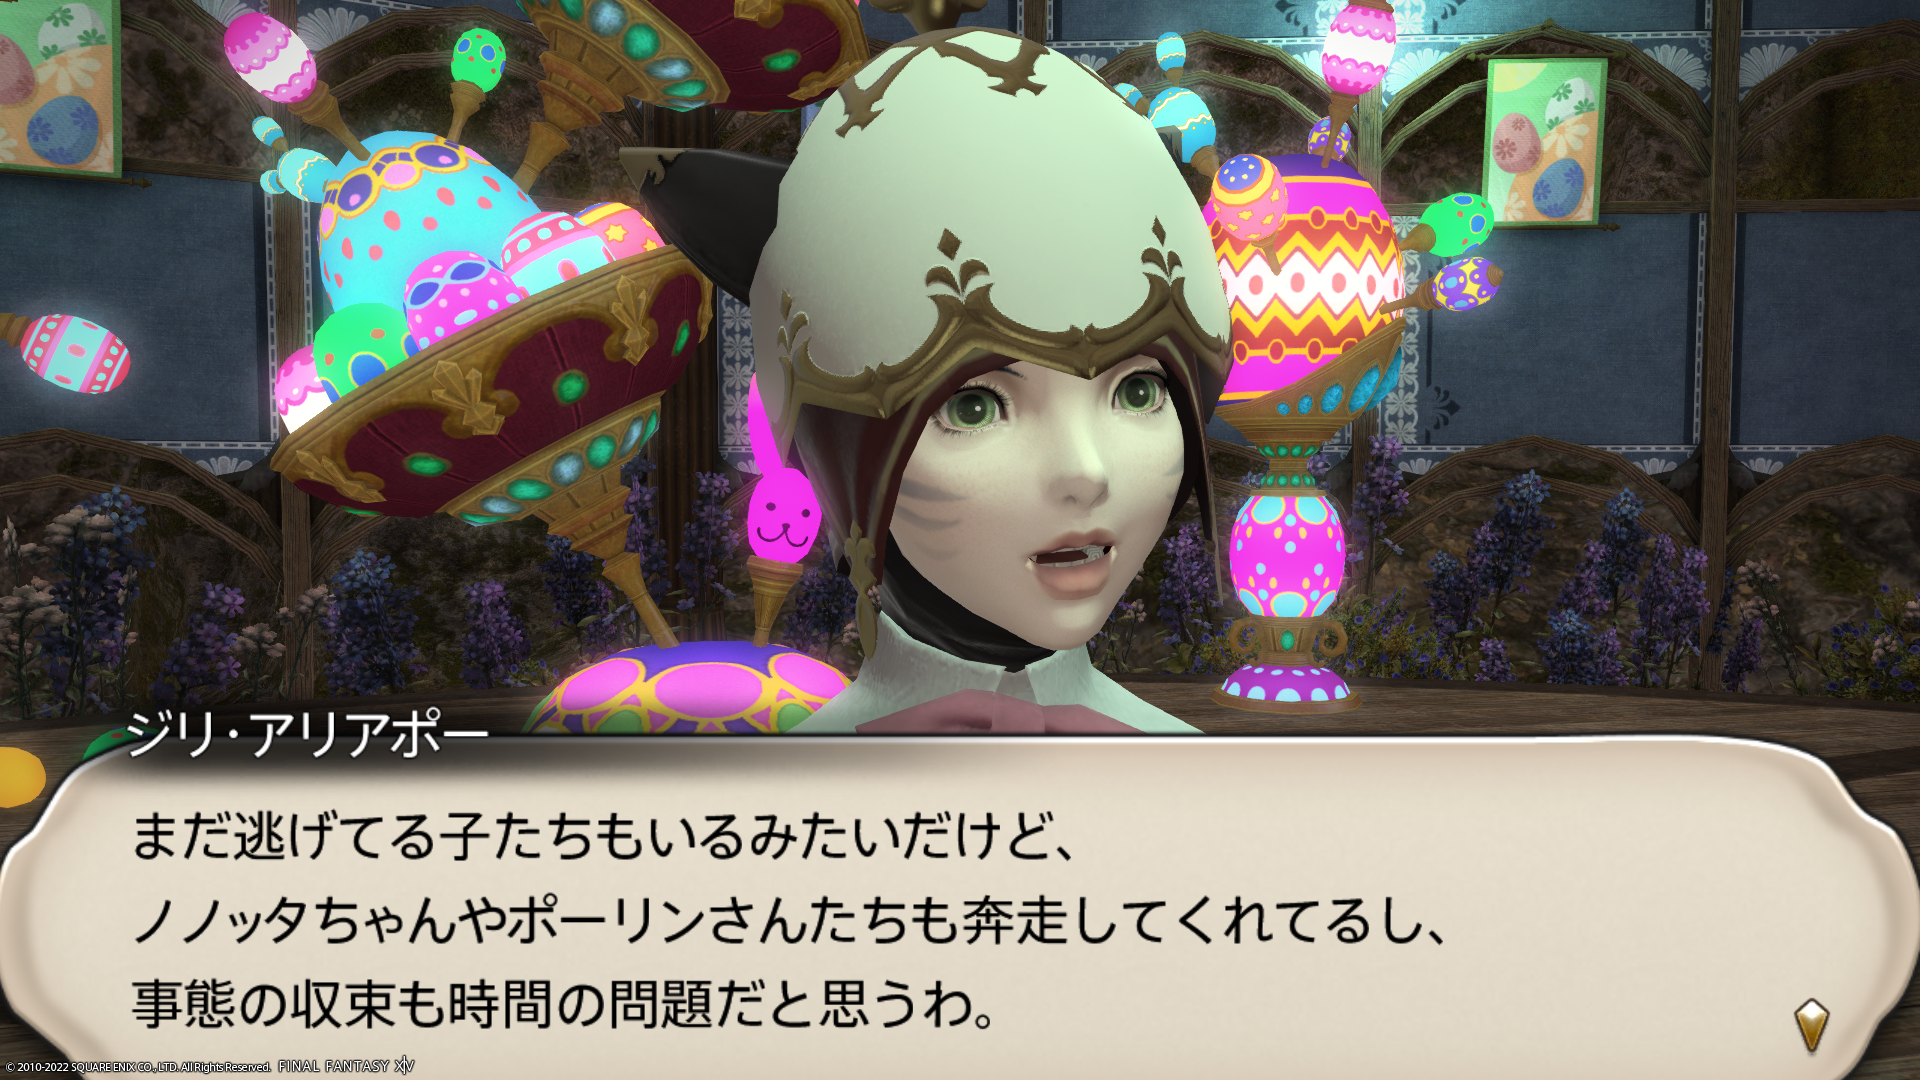 ジリ・アリアポー
まだ逃げてる子たちもいるみたいだけど、
ノノッタちゃんやポーリンさんたちも奔走してくれてるし、
事態の収束も時間の問題だと思うわ。
© 2010-2022 SQUARE ENIX CO., LTD. All Rights Reserved. FINAL FANTASY XIV